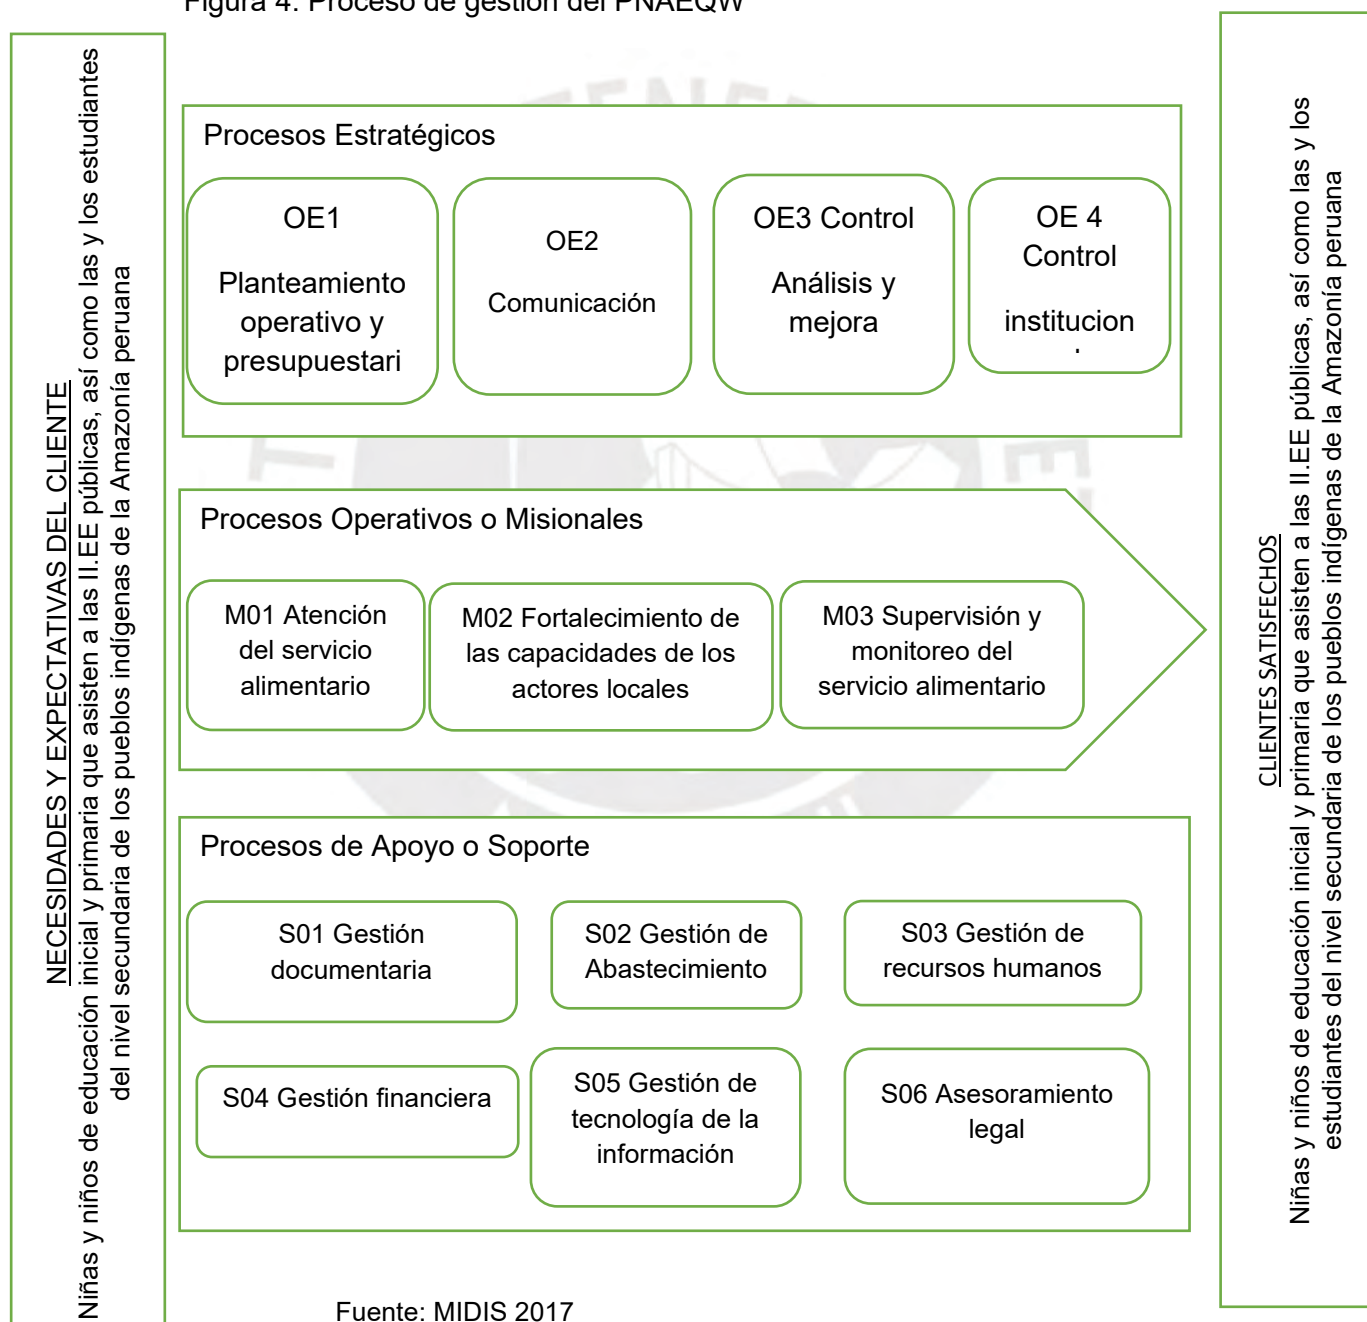 Figura 4: Proceso de gestión del PNAEQW
NECESIDADES Y EXPECTATIVAS DEL CLIENTE
Niñas y niños de educación inicial y primaria que asisten a las II.EE públicas, así como las y los estudiantes
del nivel secundaria de los pueblos indígenas de la Amazonía peruana
Procesos Estratégicos
OE1
Planteamiento
operativo y
presupuestari
OE2
Comunicación
OE3 Control
Análisis y
mejora
OE 4
Control
institucion
Procesos Operativos o Misionales
M01 Atención
del servicio
alimentario
M02 Fortalecimiento de
las capacidades de los
actores locales
M03 Supervisión y
monitoreo del
servicio alimentario
Procesos de Apoyo o Soporte
S01 Gestión
documentaria
S02 Gestión de
Abastecimiento
S03 Gestión de
recursos humanos
S04 Gestión financiera
S05 Gestión de
tecnología de la
información
S06 Asesoramiento
legal
CLIENTES SATISFECHOS
Niñas y niños de educación inicial y primaria que asisten a las II.EE públicas, así como las y los
estudiantes del nivel secundaria de los pueblos indígenas de la Amazonía peruana
Fuente: MIDIS 2017